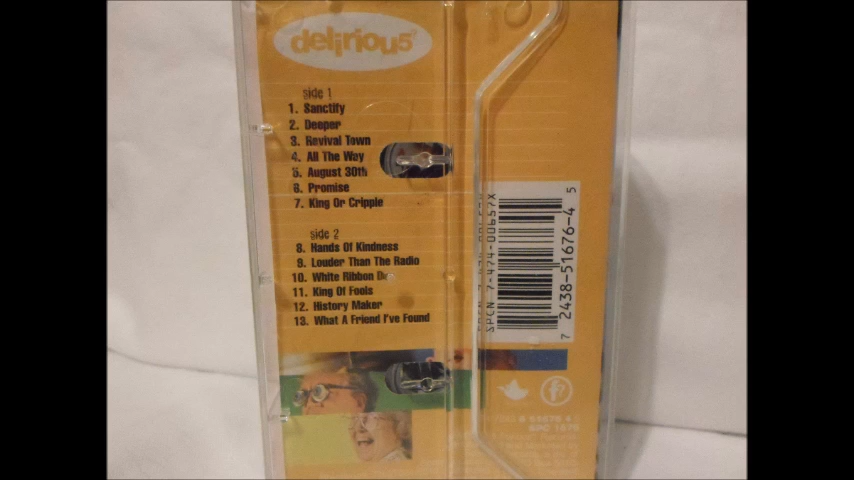 deliriou5
side 1
1. Sanctify
2. Deeper
3. Revival Town
4. All The Way
5. August 30th
6. Promise
7. King Or Cripple
side 2
8. Hands Of Kindness
9. Louder Than The Radio
10. White Ribbon
11. King Of Fools
12. History Maker
13. What A Friend I've Found
SPCN 7-474-00657X
7 2438-51676-4 5